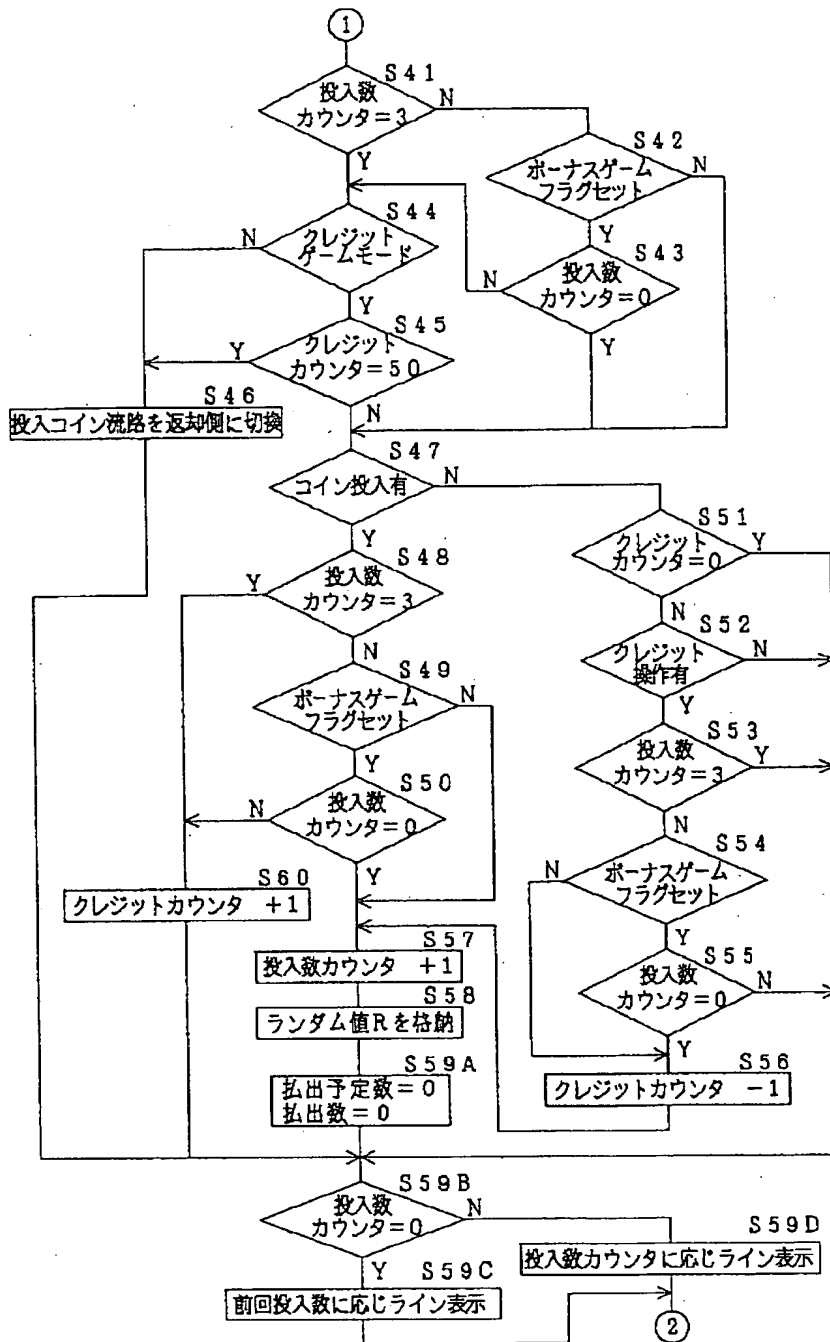 1
S41
投入数
カウンタ=3
N
Y
S42
ボーナスゲーム
フラグセット
N
Y
S43
投入数
カウンタ=0
N
Y
S44
クレジット
ゲームモード
N
Y
S45
クレジット
カウンタ=50
Y
N
S46
投入コイン流路を返却側に切換
S47
コイン投入有
N
Y
S48
投入数
カウンタ=3
Y
N
S49
ボーナスゲーム
フラグセット
N
Y
S50
投入数
カウンタ=0
N
Y
S51
クレジット
カウンタ=0
Y
N
S52
クレジット
操作有
N
Y
S53
投入数
カウンタ=3
Y
N
S54
ボーナスゲーム
フラグセット
N
Y
S55
投入数
カウンタ=0
N
Y
S56
クレジットカウンタ -1
S60
クレジットカウンタ +1
S57
投入数カウンタ +1
S58
ランダム値Rを格納
S59A
払出予定数=0
払出数=0
S59B
投入数
カウンタ=0
N
Y
S59C
前回投入数に応じライン表示
S59D
投入数カウンタに応じライン表示
2